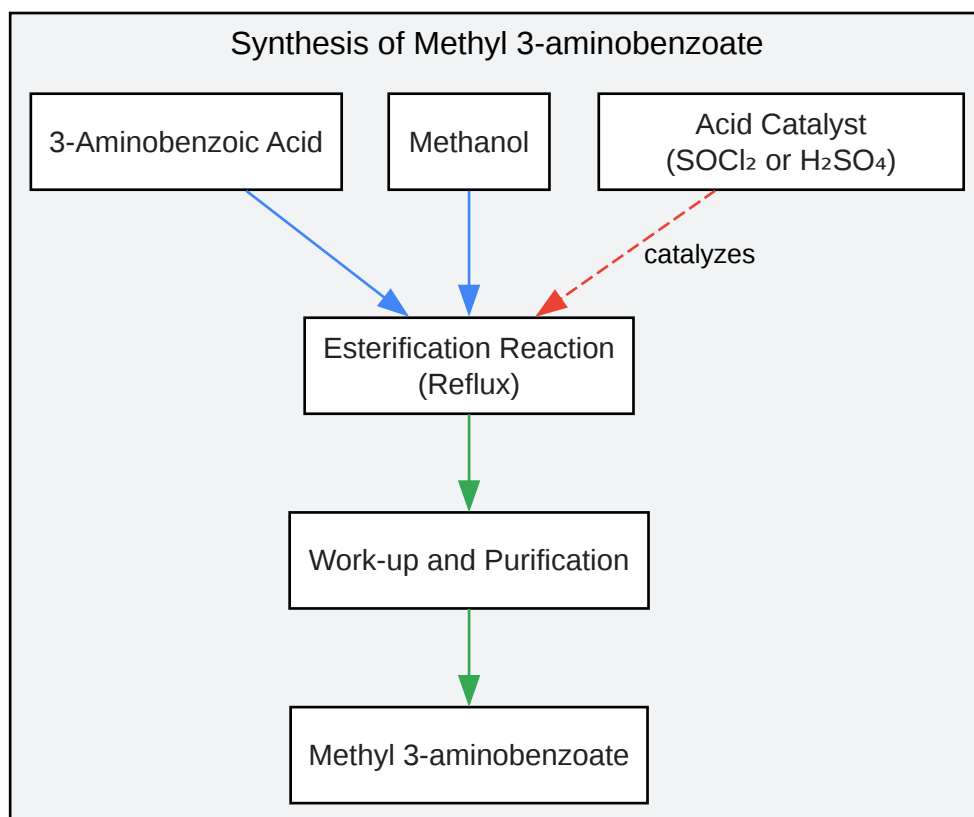 Synthesis of Methyl 3-aminobenzoate
3-Aminobenzoic Acid
Methanol
Acid Catalyst
(SOCl₂ or H₂SO₄)
catalyzes
Esterification Reaction
(Reflux)
Work-up and Purification
Methyl 3-aminobenzoate